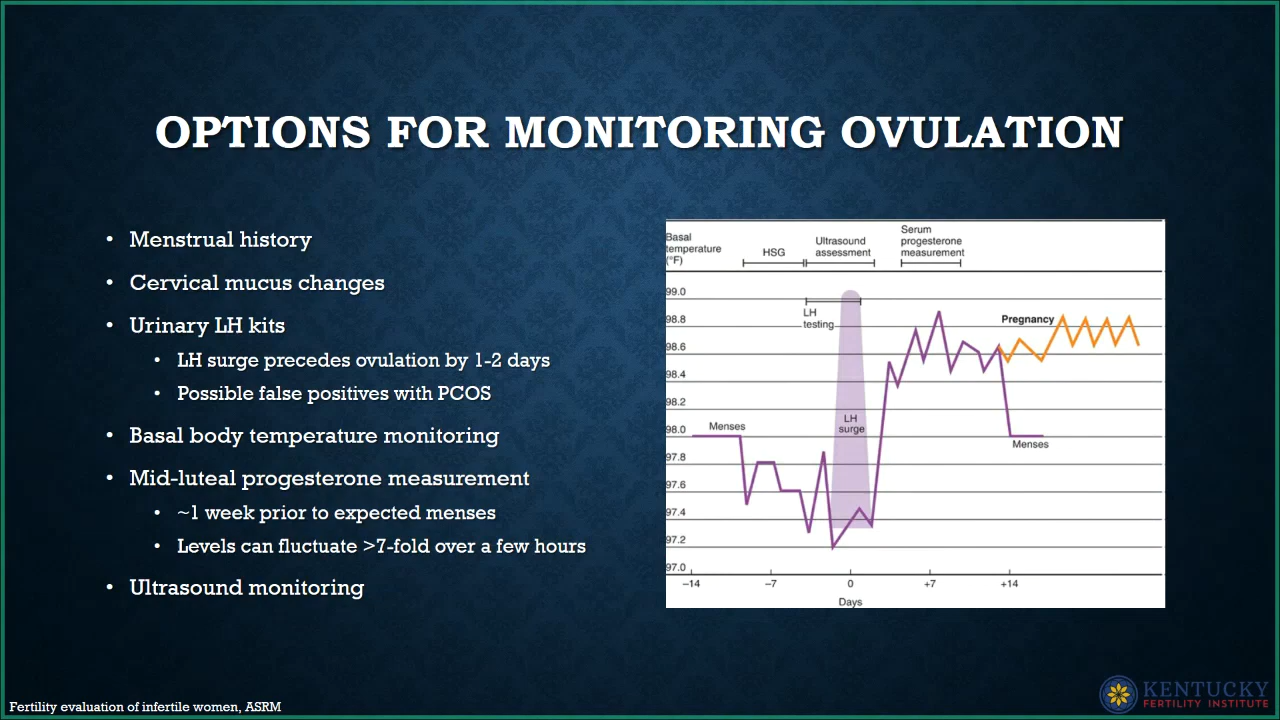 OPTIONS FOR MONITORING OVULATION
• Menstrual history
• Cervical mucus changes
• Urinary LH kits
• LH surge precedes ovulation by 1-2 days
• Possible false positives with PCOS
• Basal body temperature monitoring
• Mid-luteal progesterone measurement
• ~1 week prior to expected menses
• Levels can fluctuate >7-fold over a few hours
• Ultrasound monitoring
Basal
temperature
(°F)
HSG
Ultrasound
assessment
Serum
progesterone
measurement
99.0
98.8
98.6
98.4
98.2
98.0
97.8
97.6
97.4
97.2
97.0
LH
testing
Pregnancy
LH
surge
Menses
Menses
–14 –7 0 +7 +14
Days
Fertility evaluation of infertile women, ASRM
KENTUCKY
FERTILITY INSTITUTE